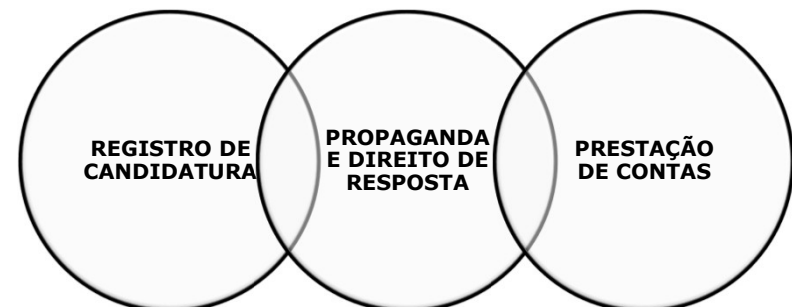 REGISTRO DE
CANDIDATURA
PROPAGANDA
E DIREITO DE
RESPOSTA
PRESTAÇÃO
DE CONTAS